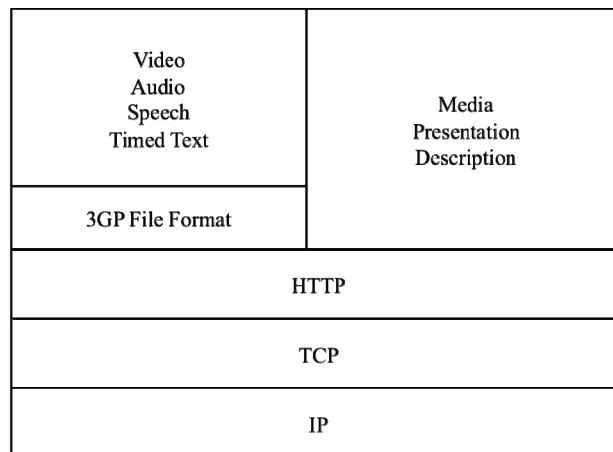 Video
Audio
Speech
Timed Text
3GP File Format
Media
Presentation
Description
HTTP
TCP
IP